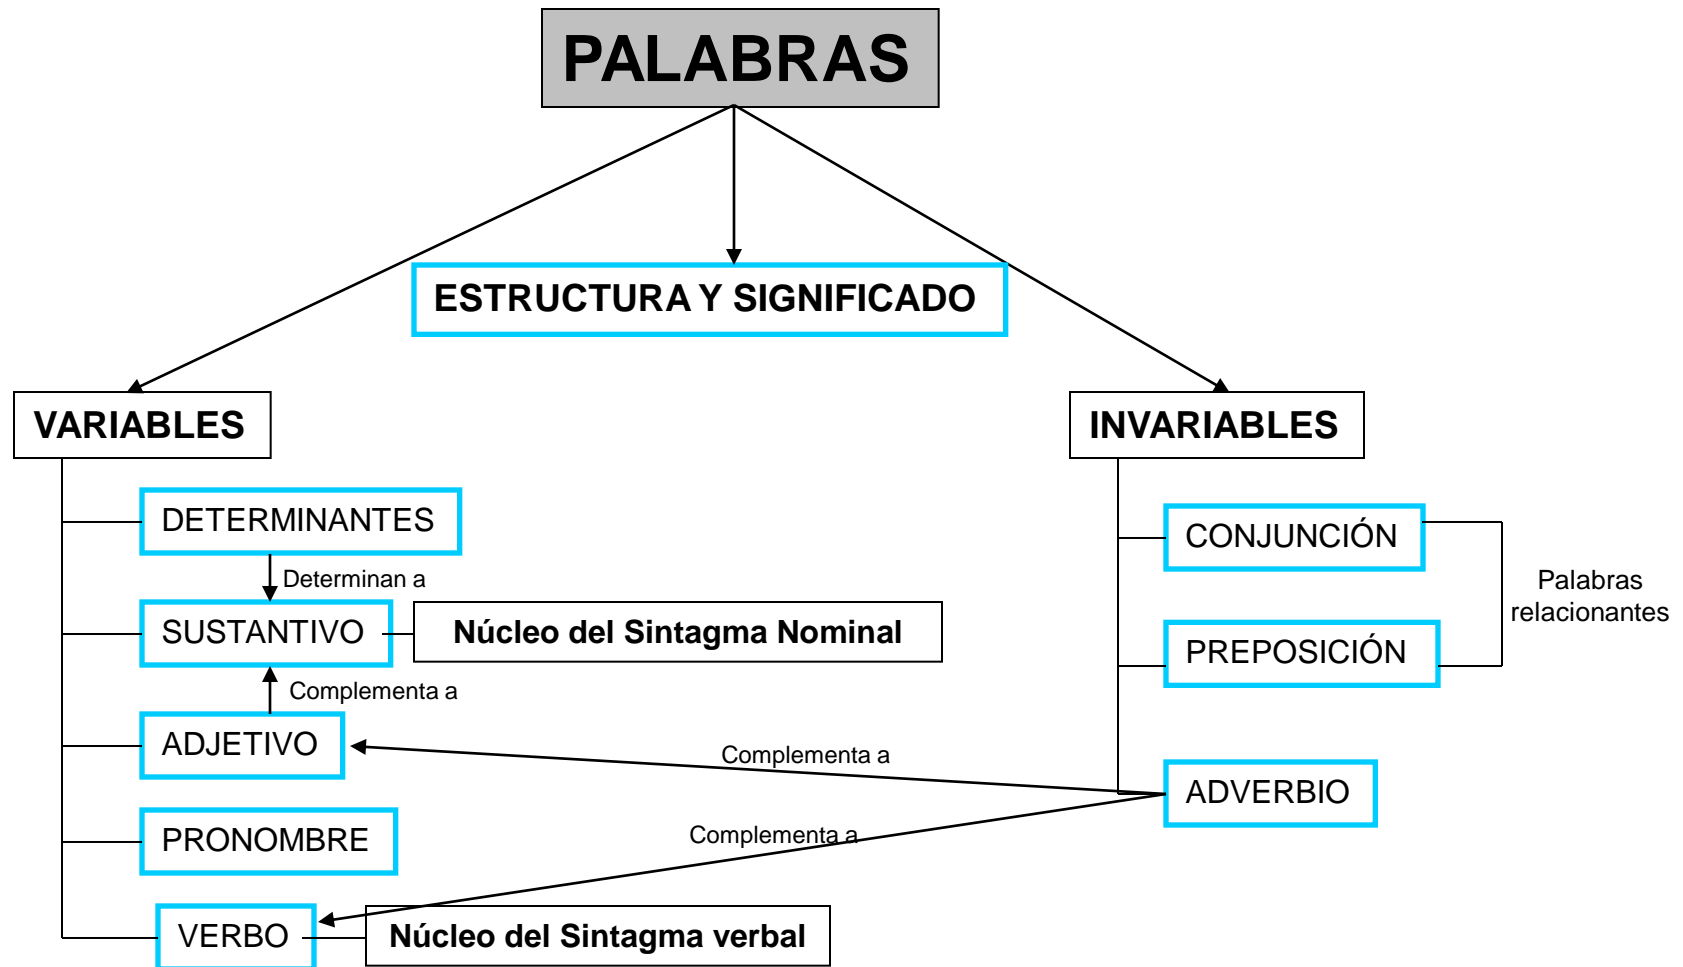 PALABRAS
ESTRUCTURA Y SIGNIFICADO
VARIABLES
INVARIABLES
DETERMINANTES
Determinan a
SUSTANTIVO
Núcleo del Sintagma Nominal
Complementa a
ADJETIVO
PRONOMBRE
VERBO
Núcleo del Sintagma verbal
CONJUNCIÓN
Palabras
relacionantes
PREPOSICIÓN
Complementa a
ADVERBIO
Complementa a